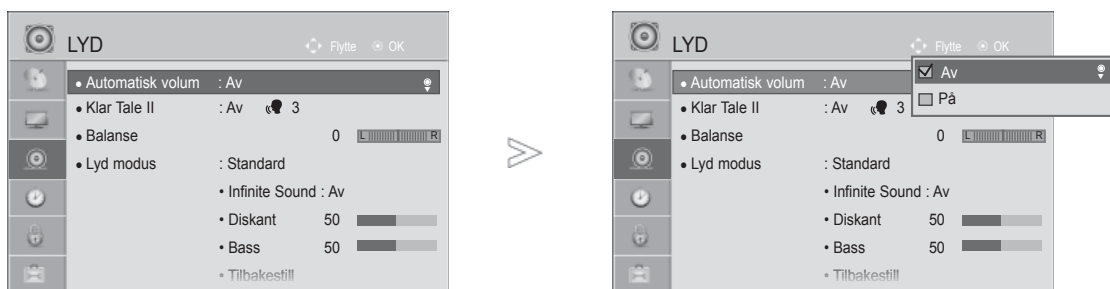 LYD
Flytte OK
• Automatisk volum : Av
• Klar Tale II : Av 3
• Balanse 0 L R
• Lyd modus : Standard
• Infinite Sound : Av
• Diskant 50
• Bass 50
• Tilbakestill
LYD
Flytte OK
• Automatisk volum : Av
Av
På
• Klar Tale II : Av 3
• Balanse 0 L R
• Lyd modus : Standard
• Infinite Sound : Av
• Diskant 50
• Bass 50
• Tilbakestill